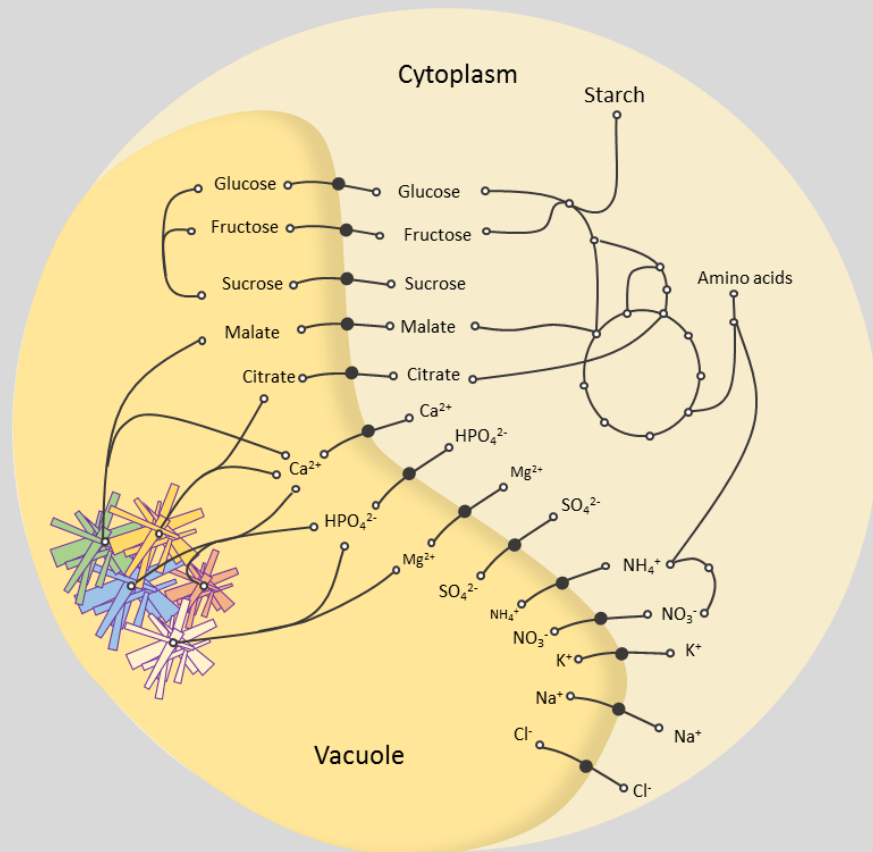 Cytoplasm
Starch
Glucose
Glucose
Fructose
Fructose
Amino acids
Sucrose
Sucrose
Malate
Malate
Citrate
Citrate
Ca²⁺
HPO₄²⁻
Ca²⁺
Mg²⁺
SO₄²⁻
HPO₄²⁻
Mg²⁺
NH₄⁺
SO₄²⁻
NH₄⁺
NO₃⁻
NO₃⁻
K⁺
K⁺
Na⁺
Cl⁻
Na⁺
Vacuole
Cl⁻